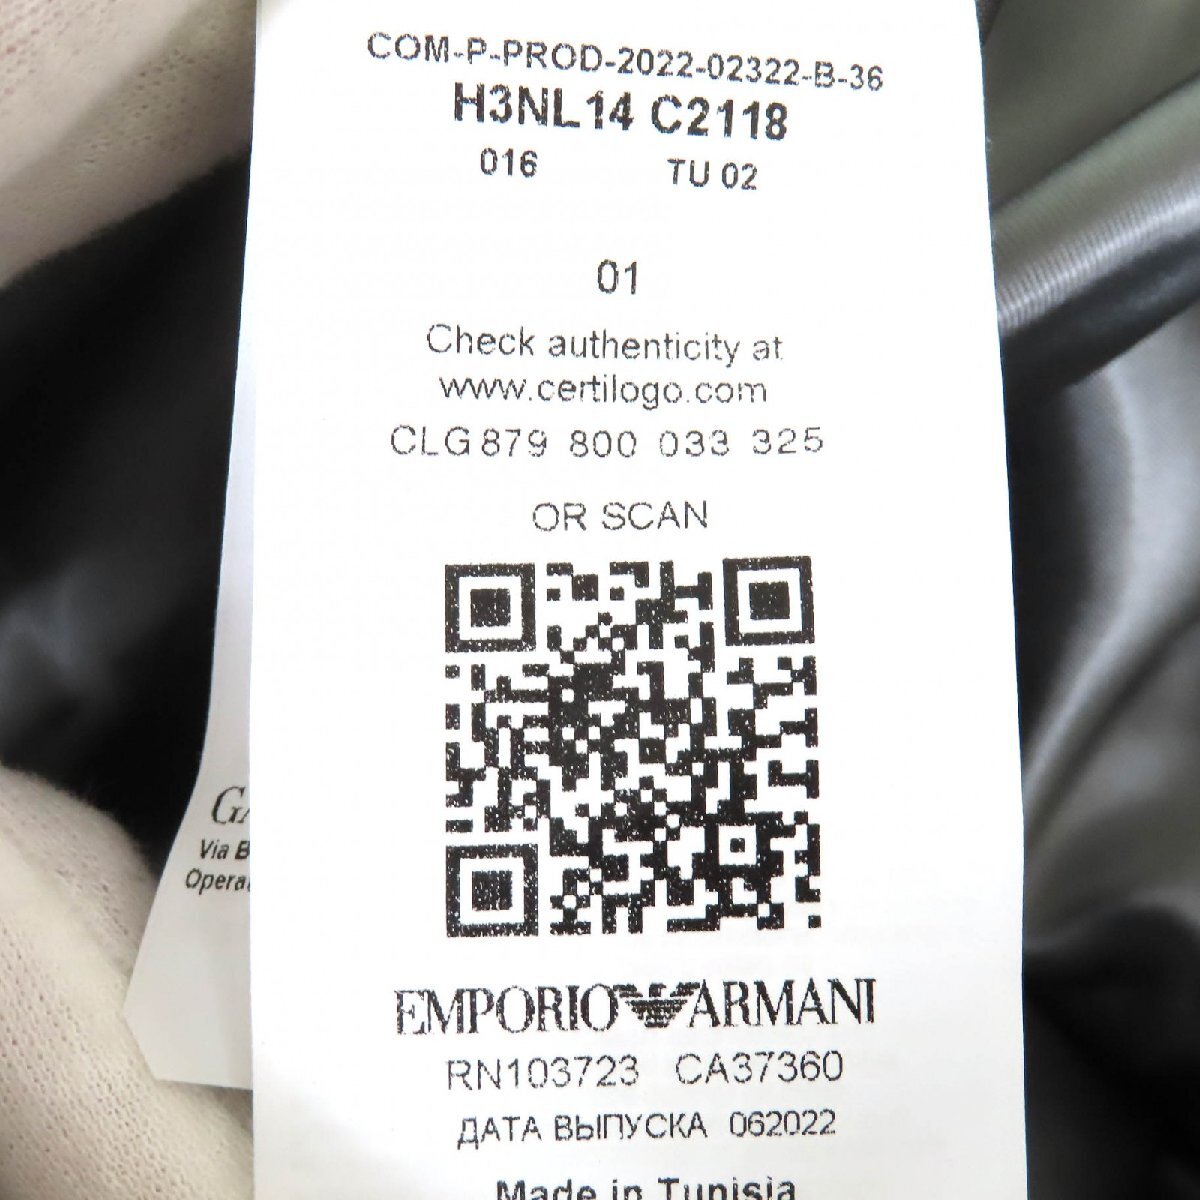 COM-P-PROD-2022-02322-B-36
H3NL14 C2118
016 TU 02
01
Check authenticity at
www.certilogo.com
CLG 879 800 033 325
OR SCAN
EMPORIO ARMANI
RN103723 CA37360
ДАТА ВЫПУСКА 062022
Made in Tunisia
Via